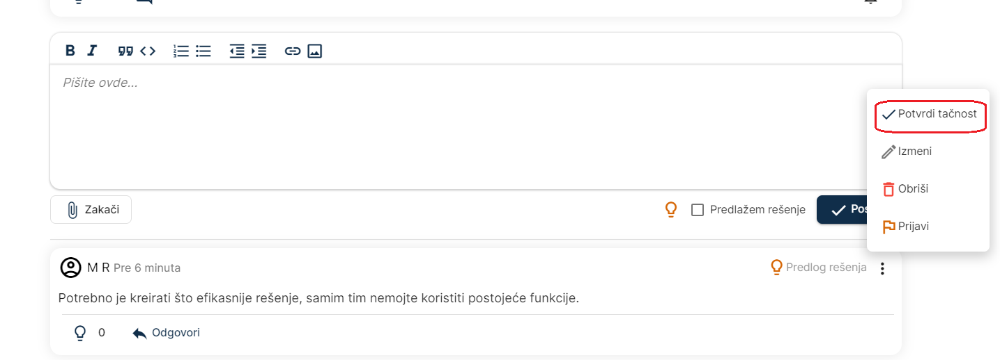 Pišite ovde...
Potvrdi tačnost
Izmeni
Obriši
Prijavi
Zakači
Predlažem rešenje
Pos
M R Pre 6 minuta
Predlog rešenja
Potrebno je kreirati što efikasnije rešenje, samim tim nemojte koristiti postojeće funkcije.
0 Odgovori